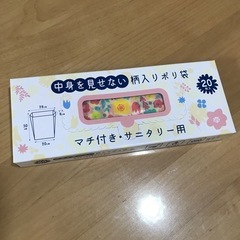 中身を見せない柄入りポリ袋
20
マチ付き・サニタリー用